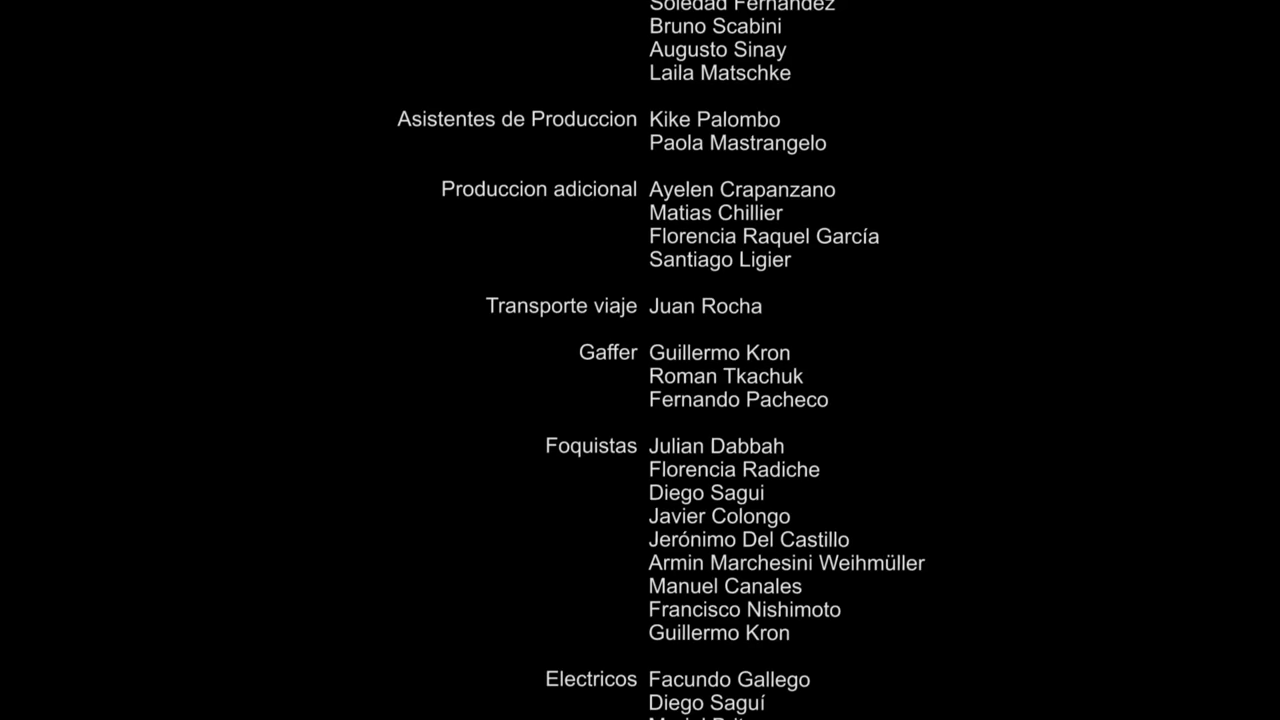 Soledad Fernández
Bruno Scabini
Augusto Sinay
Laila Matschke
Asistentes de Produccion Kike Palombo
Paola Mastrangelo
Produccion adicional Ayelen Crapanzano
Matias Chillier
Florencia Raquel García
Santiago Ligier
Transporte viaje Juan Rocha
Gaffer Guillermo Kron
Roman Tkachuk
Fernando Pacheco
Foquistas Julian Dabbah
Florencia Radiche
Diego Sagui
Javier Colongo
Jerónimo Del Castillo
Armin Marchesini Weihmüller
Manuel Canales
Francisco Nishimoto
Guillermo Kron
Electricos Facundo Gallego
Diego Saguí